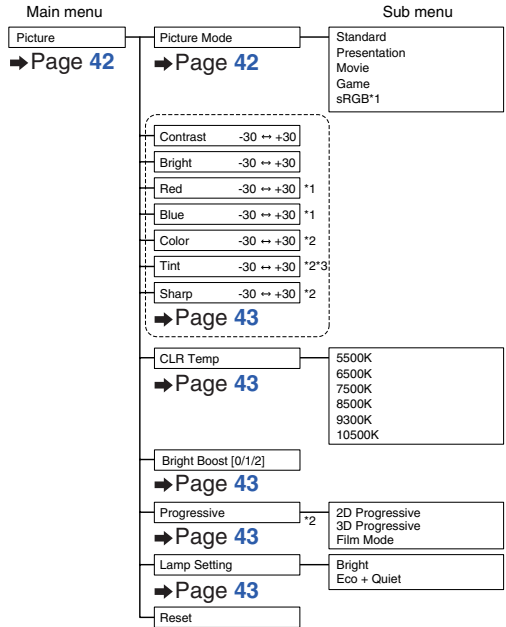 Main menu
Sub menu
Picture
➡Page 42
Picture Mode
➡Page 42
Standard
Presentation
Movie
Game
sRGB*1
Contrast -30 ↔ +30
Bright -30 ↔ +30
Red -30 ↔ +30 *1
Blue -30 ↔ +30 *1
Color -30 ↔ +30 *2
Tint -30 ↔ +30 *2*3
Sharp -30 ↔ +30 *2
➡Page 43
CLR Temp
➡Page 43
5500K
6500K
7500K
8500K
9300K
10500K
Bright Boost [0/1/2]
➡Page 43
Progressive *2
➡Page 43
2D Progressive
3D Progressive
Film Mode
Lamp Setting
➡Page 43
Bright
Eco + Quiet
Reset